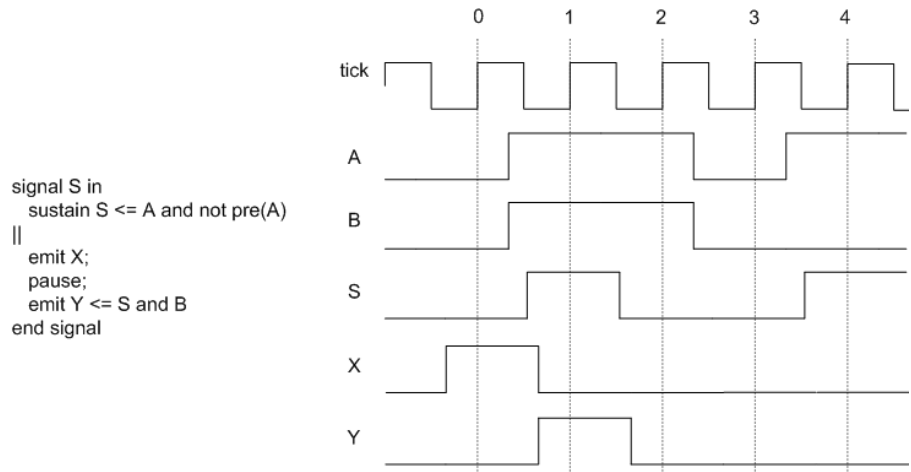 0 1 2 3 4
tick
A
B
S
X
Y
signal S in
sustain S <= A and not pre(A)
||
emit X;
pause;
emit Y <= S and B
end signal